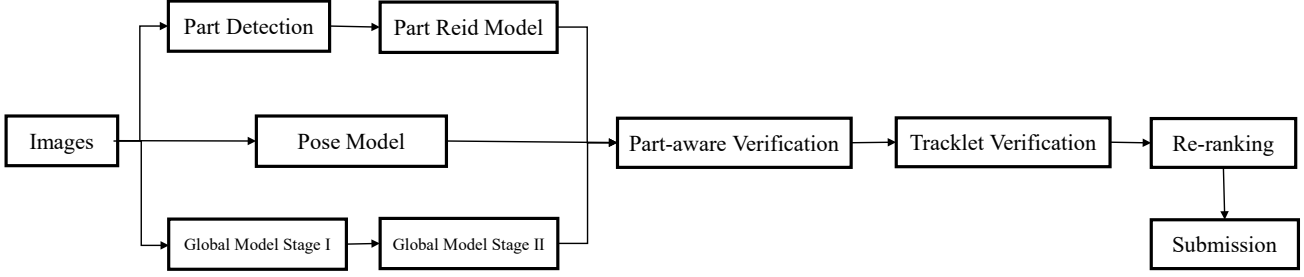 Part Detection
Part Reid Model
Images
Pose Model
Part-aware Verification
Tracklet Verification
Re-ranking
Global Model Stage I
Global Model Stage II
Submission